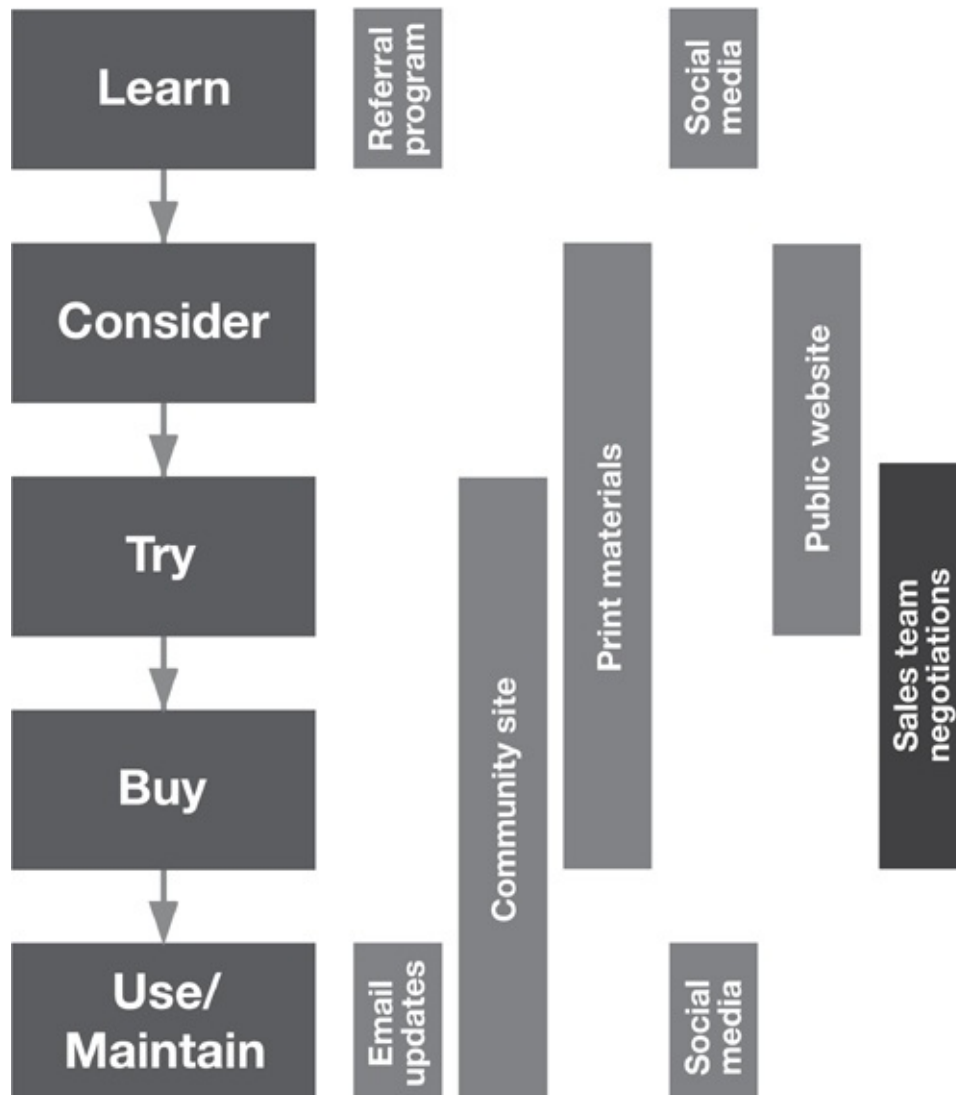 Learn
Referral
program
Social
media
Consider
Print materials
Public website
Try
Community site
Sales team
negotiations
Buy
Use/
Maintain
Email
updates
Social
media